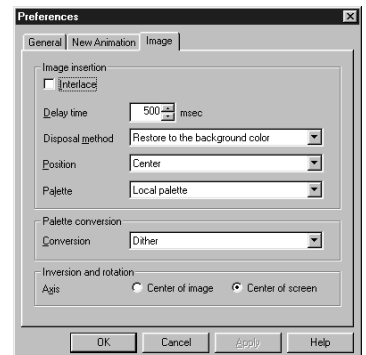 Preferences
General New Animation Image
Image insertion
Interlace
Delay time 500 msec
Disposal method Restore to the background color
Position Center
Palette Local palette
Palette conversion
Conversion Dither
Inversion and rotation
Axis Center of image Center of screen
OK Cancel Apply Help